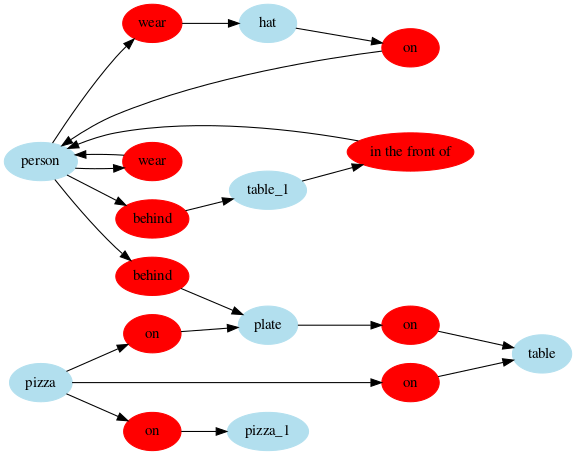 wear
hat
on
person
wear
in the front of
table_1
behind
behind
plate
on
on
table
pizza
on
on
pizza_1